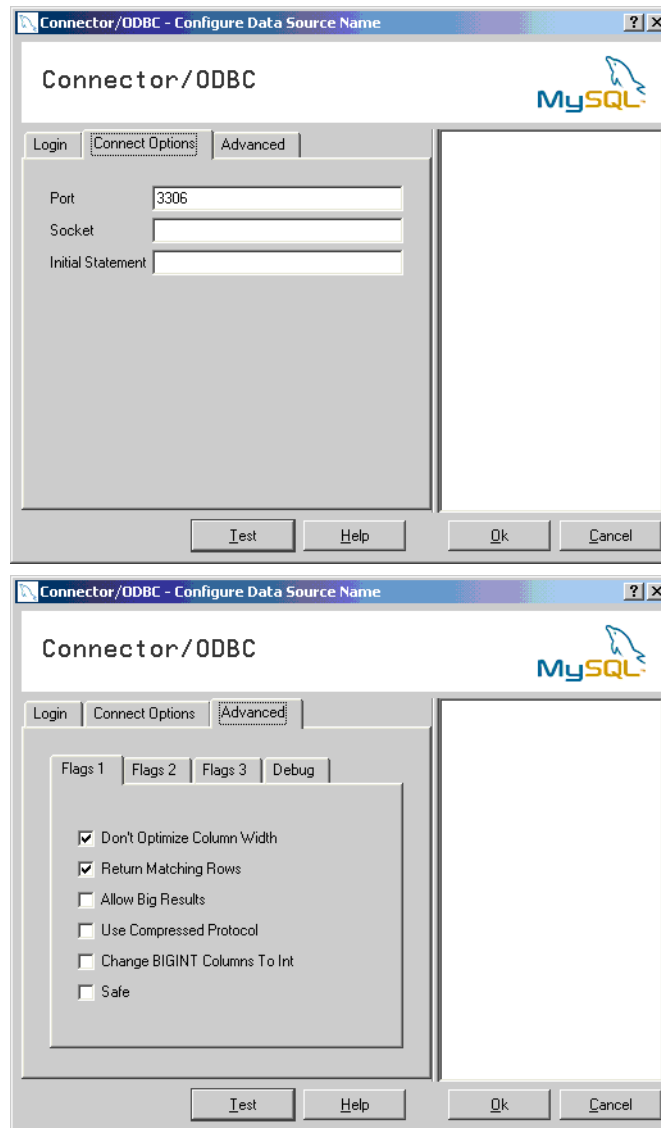 Connector/ODBC - Configure Data Source Name
Connector/ODBC
MySQL
Login Connect Options Advanced
Port 3306
Socket
Initial Statement
Test Help Ok Cancel
Connector/ODBC - Configure Data Source Name
Connector/ODBC
MySQL
Login Connect Options Advanced
Flags 1 Flags 2 Flags 3 Debug
Don't Optimize Column Width
Return Matching Rows
Allow Big Results
Use Compressed Protocol
Change BIGINT Columns To Int
Safe
Test Help Ok Cancel